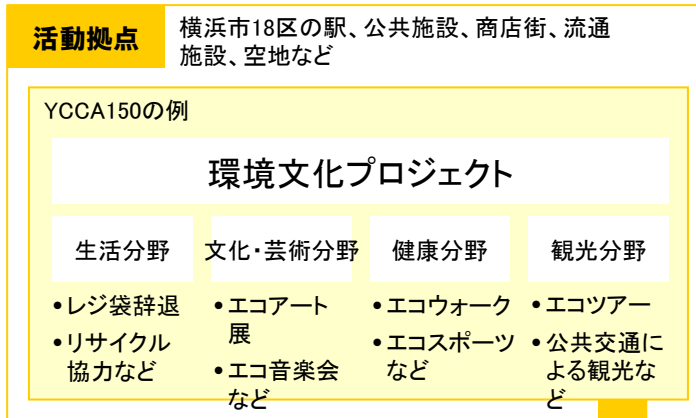 活動拠点
横浜市18区の駅、公共施設、商店街、流通
施設、空地など
YCCA150の例
環境文化プロジェクト
生活分野
•レジ袋辞退
•リサイクル
協力など
文化・芸術分野
•エコアート
展
•エコ音楽会
など
健康分野
•エコウォーク
•エコスポーツ
など
観光分野
•エコツアー
•公共交通に
よる観光な
ど